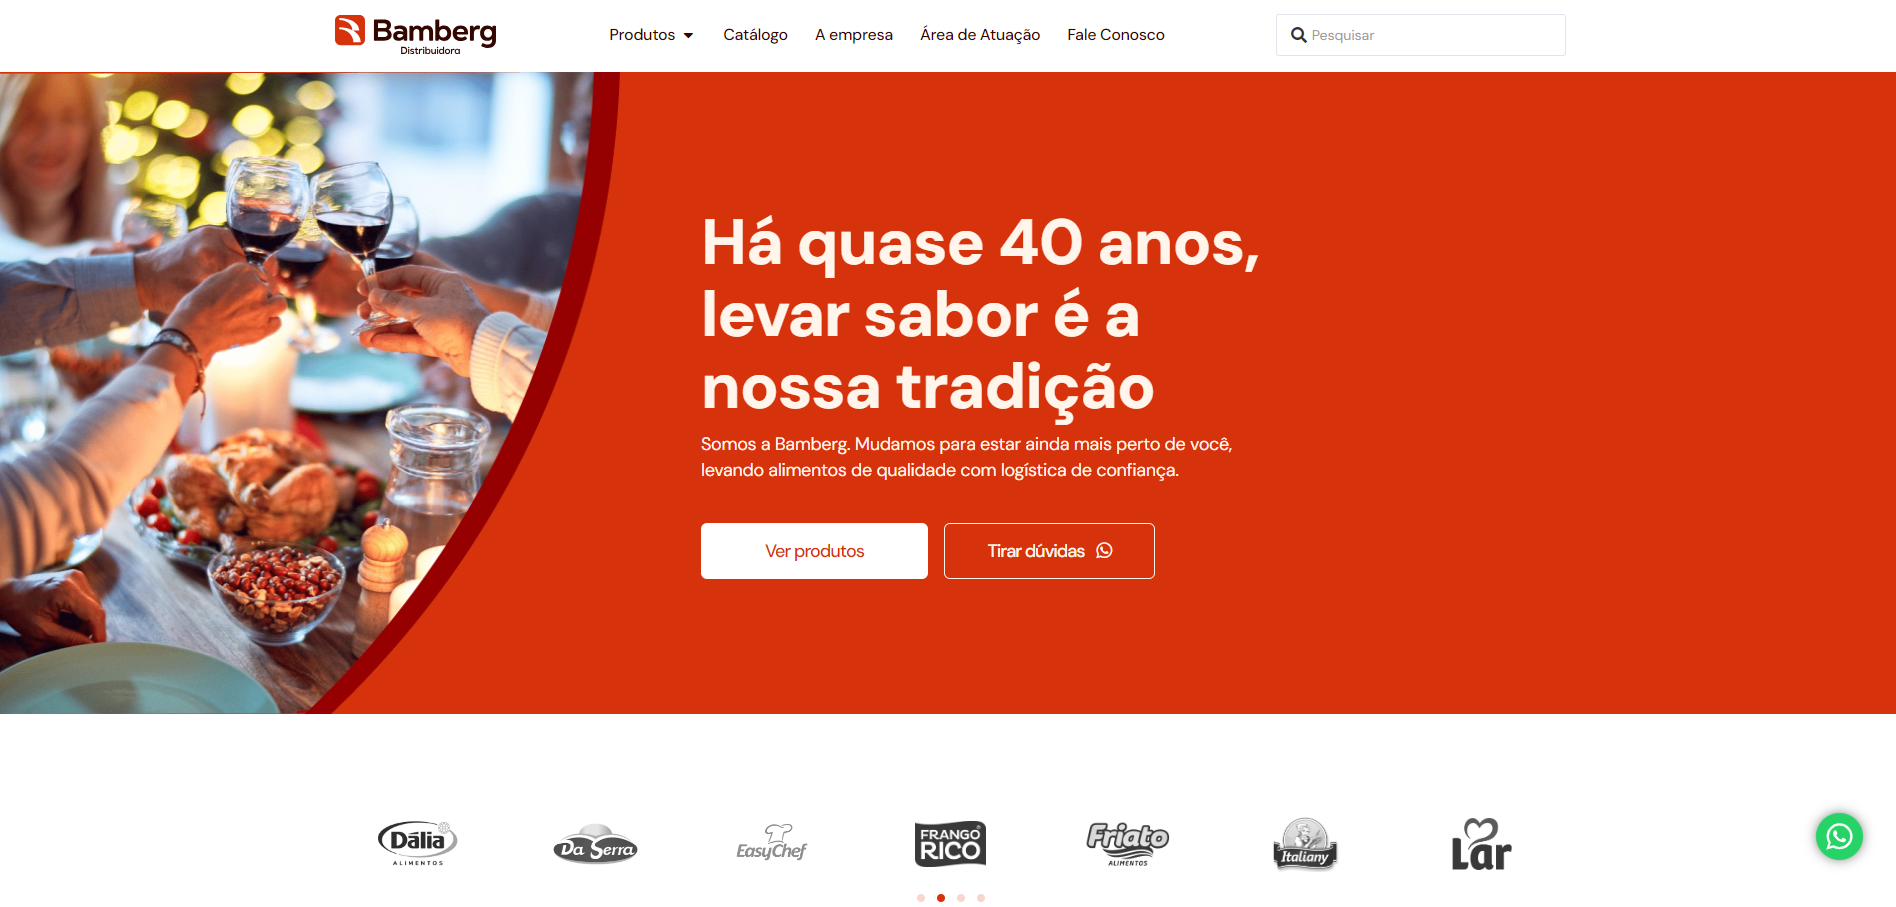 Bamberg
Distribuidora
Produtos
Catálogo
A empresa
Área de Atuação
Fale Conosco
Pesquisar
Há quase 40 anos,
levar sabor é a
nossa tradição
Somos a Bamberg. Mudamos para estar ainda mais perto de você,
levando alimentos de qualidade com logística de confiança.
Ver produtos
Tirar dúvidas
Dália
ALIMENTOS
Da Serra
EasyChef
FRANGO
RICO
Friato
ALIMENTOS
Italiany
Lar